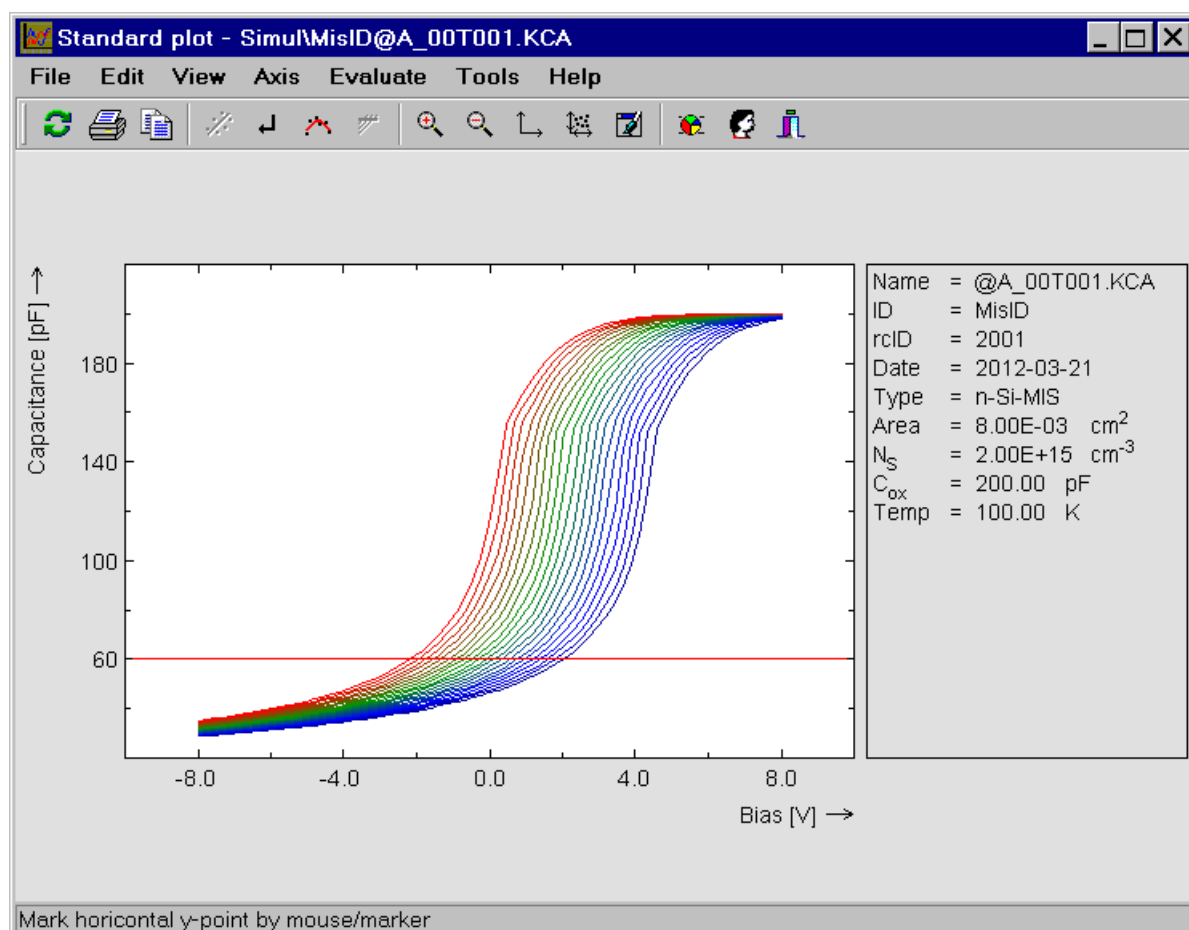 Standard plot - Simul\MisID@A_00T001.KCA
File Edit View Axis Evaluate Tools Help
Capacitance [pF]
180
140
100
60
-8.0 -4.0 0.0 4.0 8.0
Bias [V]
Name = @A_00T001.KCA
ID = MisID
rcID = 2001
Date = 2012-03-21
Type = n-Si-MIS
Area = 8.00E-03 cm²
N_S = 2.00E+15 cm⁻³
C_ox = 200.00 pF
Temp = 100.00 K
Mark horicontal y-point by mouse/marker